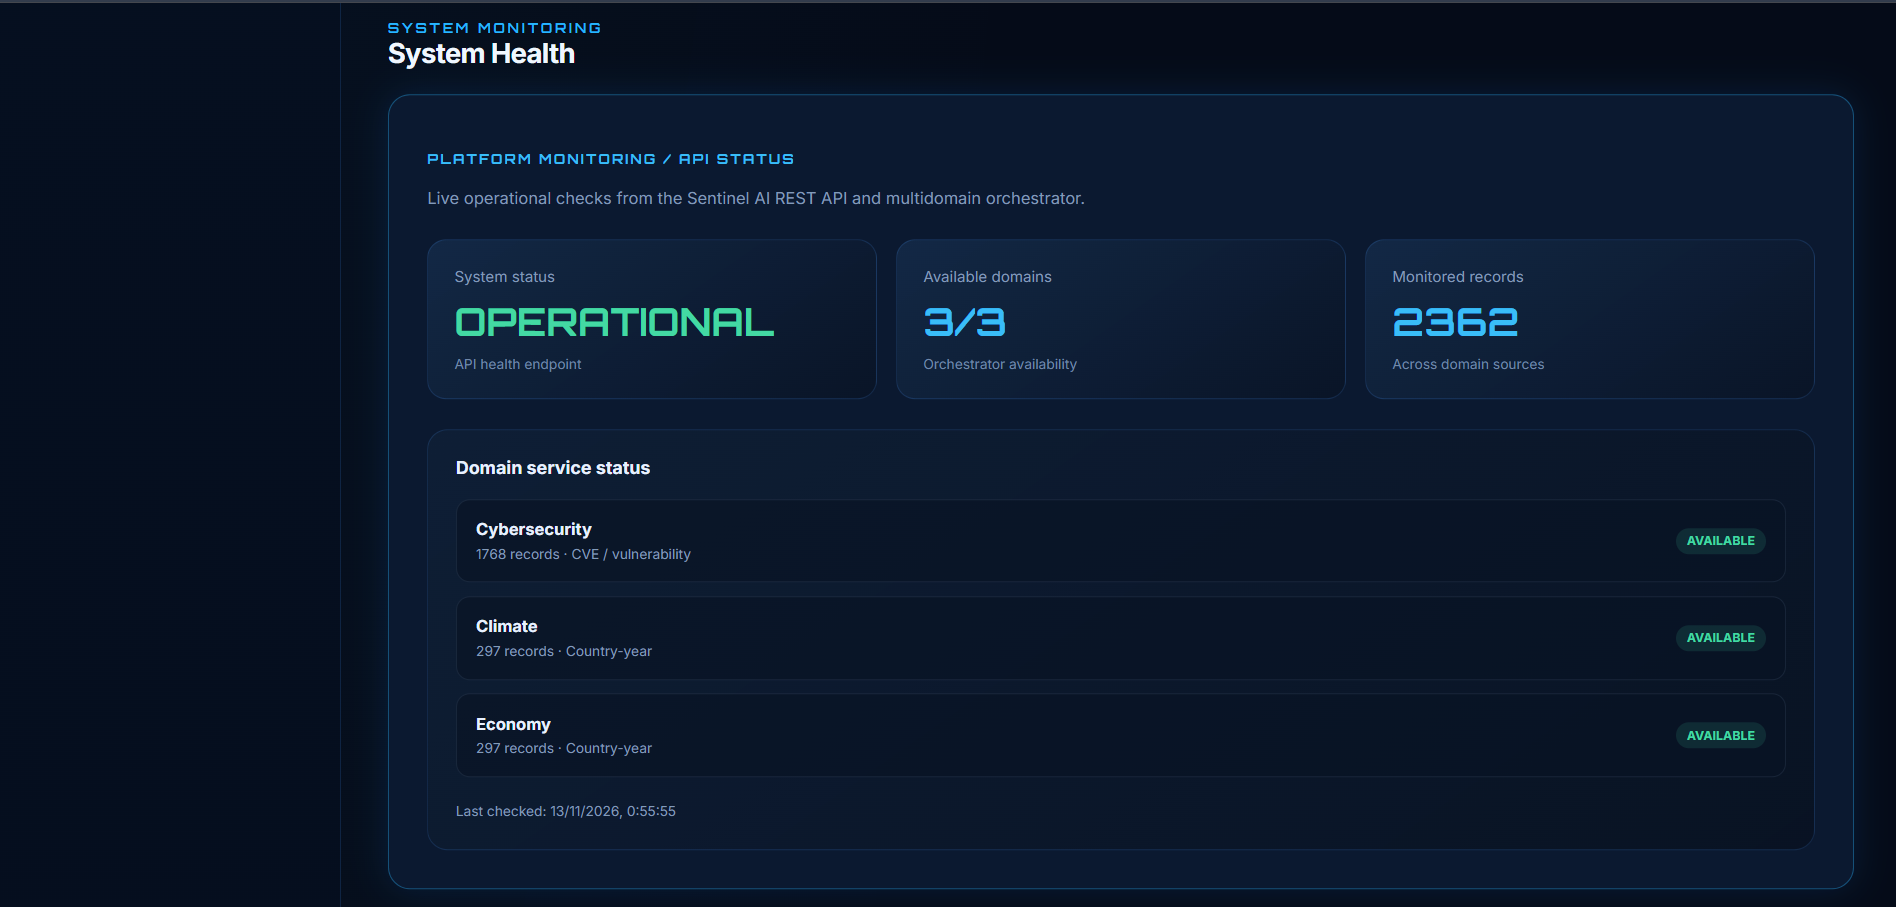 SYSTEM MONITORING
System Health
PLATFORM MONITORING / API STATUS
Live operational checks from the Sentinel AI REST API and multidomain orchestrator.
System status
OPERATIONAL
API health endpoint
Available domains
3/3
Orchestrator availability
Monitored records
2362
Across domain sources
Domain service status
Cybersecurity
1768 records · CVE / vulnerability
AVAILABLE
Climate
297 records · Country-year
AVAILABLE
Economy
297 records · Country-year
AVAILABLE
Last checked: 13/11/2026, 0:55:55